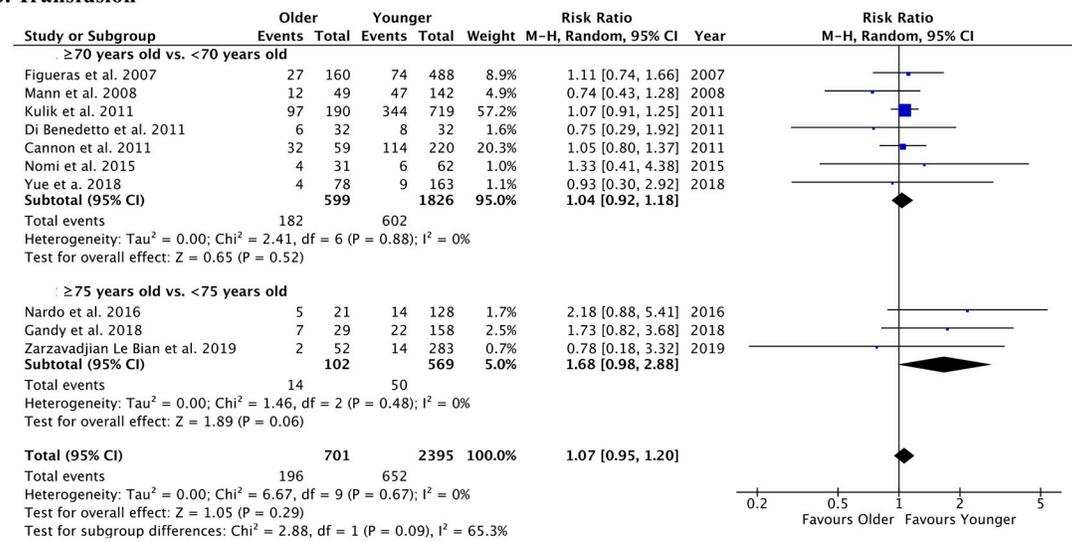 Older Younger Risk Ratio Risk Ratio
Study or Subgroup Events Total Events Total Weight M-H, Random, 95% CI Year M-H, Random, 95% CI
≥70 years old vs. <70 years old
Figueras et al. 2007 27 160 74 488 8.9% 1.11 [0.74, 1.66] 2007
Mann et al. 2008 12 49 47 142 4.9% 0.74 [0.43, 1.28] 2008
Kulik et al. 2011 97 190 344 719 57.2% 1.07 [0.91, 1.25] 2011
Di Benedetto et al. 2011 6 32 8 32 1.6% 0.75 [0.29, 1.92] 2011
Cannon et al. 2011 32 59 114 220 20.3% 1.05 [0.80, 1.37] 2011
Nomi et al. 2015 4 31 6 62 1.0% 1.33 [0.41, 4.38] 2015
Yue et a. 2018 4 78 9 163 1.1% 0.93 [0.30, 2.92] 2018
Subtotal (95% CI) 599 1826 95.0% 1.04 [0.92, 1.18]
Total events 182 602
Heterogeneity: Tau² = 0.00; Chi² = 2.41, df = 6 (P = 0.88); I² = 0%
Test for overall effect: Z = 0.65 (P = 0.52)
≥75 years old vs. <75 years old
Nardo et al. 2016 5 21 14 128 1.7% 2.18 [0.88, 5.41] 2016
Gandy et al. 2018 7 29 22 158 2.5% 1.73 [0.82, 3.68] 2018
Zarzavadjian Le Bian et al. 2019 2 52 14 283 0.7% 0.78 [0.18, 3.32] 2019
Subtotal (95% CI) 102 569 5.0% 1.68 [0.98, 2.88]
Total events 14 50
Heterogeneity: Tau² = 0.00; Chi² = 1.46, df = 2 (P = 0.48); I² = 0%
Test for overall effect: Z = 1.89 (P = 0.06)
Total (95% CI) 701 2395 100.0% 1.07 [0.95, 1.20]
Total events 196 652
Heterogeneity: Tau² = 0.00; Chi² = 6.67, df = 9 (P = 0.67); I² = 0%
Test for overall effect: Z = 1.05 (P = 0.29)
Test for subgroup differences: Chi² = 2.88, df = 1 (P = 0.09), I² = 65.3%
0.2 0.5 1 2 5
Favours Older Favours Younger